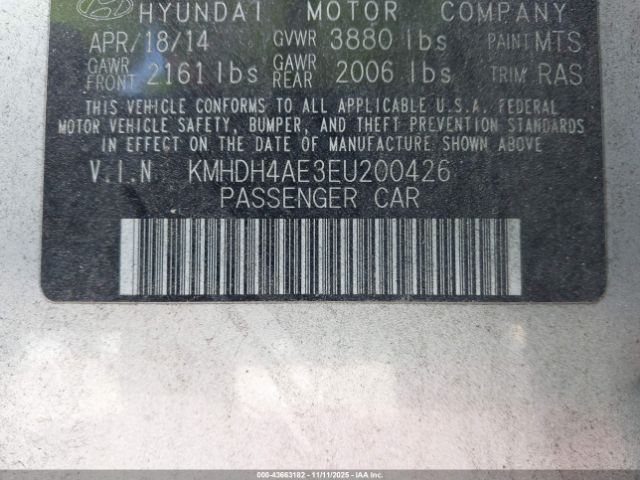 HYUNDAI MOTOR COMPANY
APR/18/14 GVWR 3880 lbs PAINT MTS
GAWR FRONT 2161 lbs GAWR REAR 2006 lbs TRIM RAS
THIS VEHICLE CONFORMS TO ALL APPLICABLE U.S.A. FEDERAL
MOTOR VEHICLE SAFETY, BUMPER, AND THEFT PREVENTION STANDARDS
IN EFFECT ON THE DATE OF MANUFACTURE SHOWN ABOVE.
V.I.N KMHDH4AE3EU200426
PASSENGER CAR
000-43663182 - 11/11/2025 - IAAI.COM